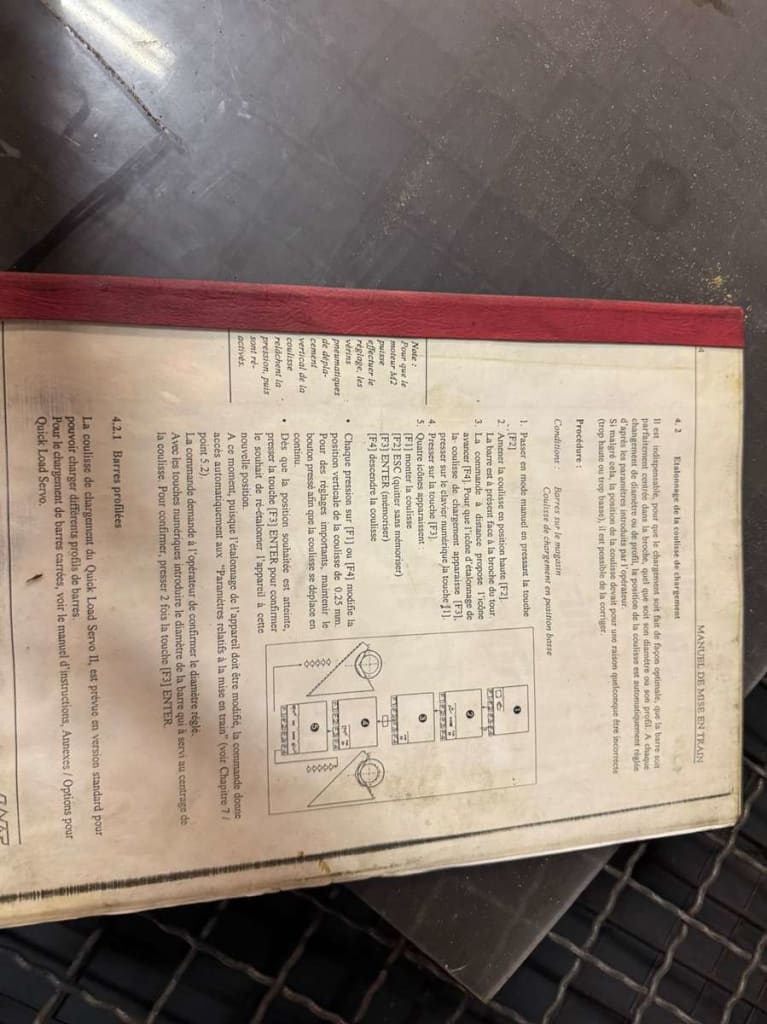 4
MANUEL DE MISE EN TRAIN
4. 2 Etalonnage de la coulisse de chargement
Il est indispensable, pour que le chargement soit fait de façon optimale, que la barre soit
parfaitement centrée dans la broche, quel que soit son diamètre ou son profil. A chaque
changement de diamètre ou de profil, la position de la coulisse est automatiquement réglée
d'après les paramètres introduits par l'opérateur.
Si malgré cela, la position de la coulisse devait pour une raison quelconque être incorrecte
(trop haute ou trop basse), il est possible de la corriger.
Procédure :
Conditions : Barres sur le magasin
Coulisse de chargement en position basse
1. Passer en mode manuel en pressant la touche
[F2].
2. Amener la coulisse en position haute [F2].
La barre est à présent face à la broche du tour.
3. La commande à distance propose l'icône
avancer [F4]. Pour que l'icône d'étalonnage de
la coulisse de chargement apparaisse [F3],
presser sur le clavier numérique la touche [1].
4. Presser sur la touche [F3].
5. Quatre icônes apparaissent:
[F1] monter la coulisse
[F2] ESC (quitter sans mémoriser)
[F3] ENTER (mémoriser)
[F4] descendre la coulisse
Note :
Pour que le
moteur M2
puisse
effectuer le
réglage, les
vérins
pneumatiques
de dépla-
cement
vertical de la
coulisse
relâchent la
pression, puis
sont ré-
activés.
• Chaque pression sur [F1] ou [F4] modifie la
position verticale de la coulisse de 0,25 mm.
Pour des réglages importants, maintenir le
bouton pressé afin que la coulisse se déplace en
continu.
• Dès que la position souhaitée est atteinte,
presser la touche [F3] ENTER pour confirmer
le souhait de ré-étalonner l'appareil à cette
nouvelle position.
A ce moment, puisque l'étalonnage de l'appareil doit être modifié, la commande donne
accès automatiquement aux "Paramètres relatifs à la mise en train" (voir Chapitre 7 /
point 5.2).
La commande demande à l'opérateur de confirmer le diamètre réglé.
Avec les touches numériques introduire le diamètre de la barre qui à servi au centrage de
la coulisse. Pour confirmer, presser 2 fois la touche [F3] ENTER.
1
2
3
4
5
4.2.1 Barres profilées
La coulisse de chargement du Quick Load Servo II, est prévue en version standard pour
pouvoir charger différents profils de barres.
Pour le chargement de barres carrées, voir le manuel d'instructions, Annexes / Options pour
Quick Load Servo.